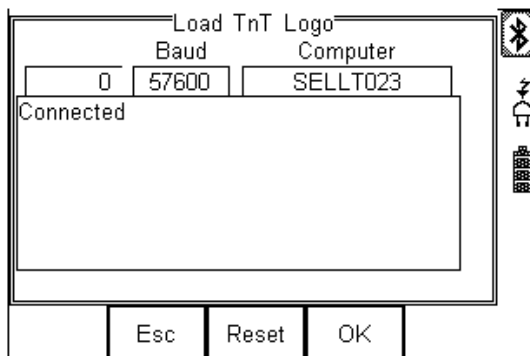 Load TnT Logo
Baud Computer
0 57600 SELLT023
Connected
Esc Reset OK